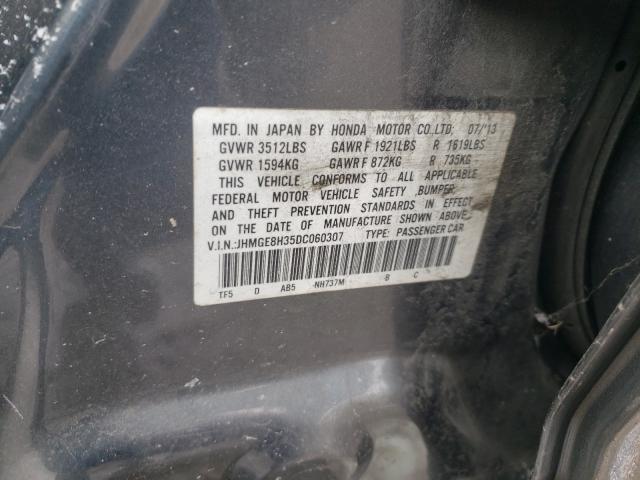 MFD. IN JAPAN BY HONDA MOTOR CO.,LTD. 07/'13
GVWR 3512LBS GAWR F 1921LBS R 1619LBS
GVWR 1594KG GAWR F 872KG R 735KG
THIS VEHICLE CONFORMS TO ALL APPLICABLE
FEDERAL MOTOR VEHICLE SAFETY ,BUMPER,
AND THEFT PREVENTION STANDARDS IN EFFECT
ON THE DATE OF MANUFACTURE SHOWN ABOVE.
V.I.N.:JHMGE8H35DC060307 TYPE: PASSENGER CAR
TF5 D AB5 -NH737M B C